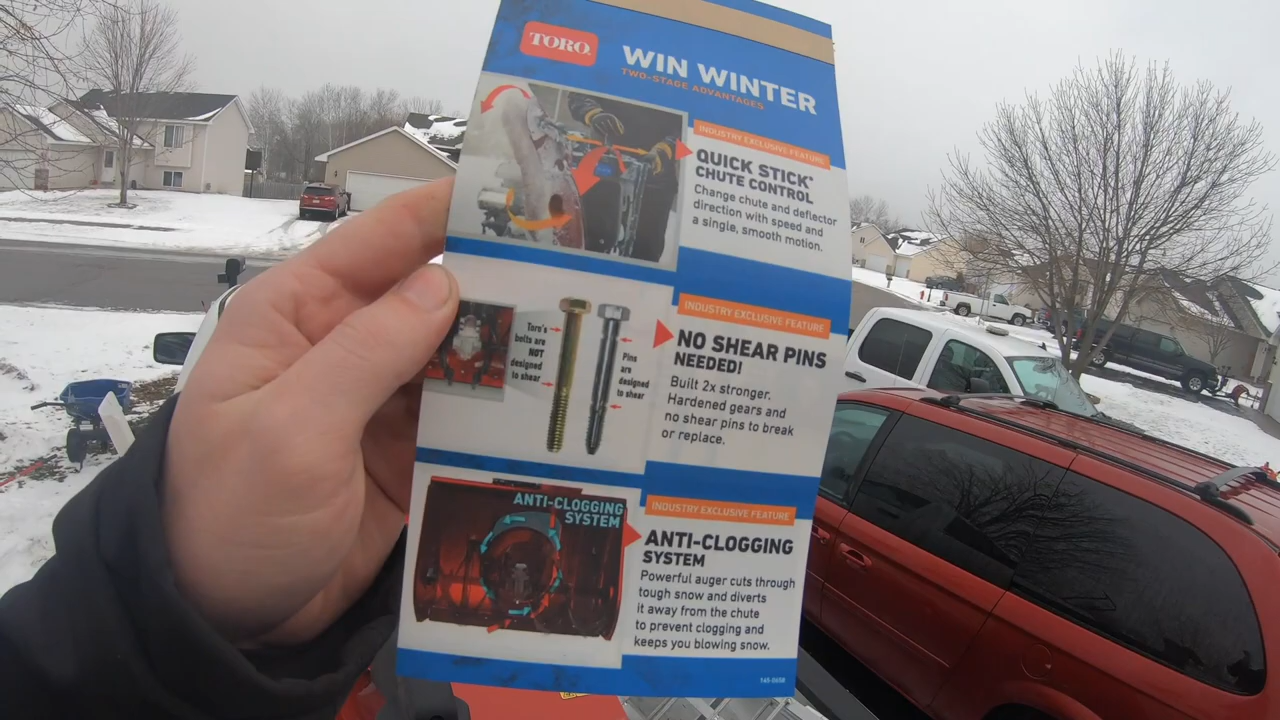 TORO
WIN WINTER
TWO-STAGE ADVANTAGES
INDUSTRY EXCLUSIVE FEATURE
QUICK STICK®
CHUTE CONTROL
Change chute and deflector
direction with speed and
a single, smooth motion.
Toro's
bolts are
NOT
designed
to shear
Pins
are
designed
to shear
INDUSTRY EXCLUSIVE FEATURE
NO SHEAR PINS
NEEDED!
Built 2x stronger.
Hardened gears and
no shear pins to break
or replace.
ANTI-CLOGGING
SYSTEM
INDUSTRY EXCLUSIVE FEATURE
ANTI-CLOGGING
SYSTEM
Powerful auger cuts through
tough snow and diverts
it away from the chute
to prevent clogging and
keeps you blowing snow.